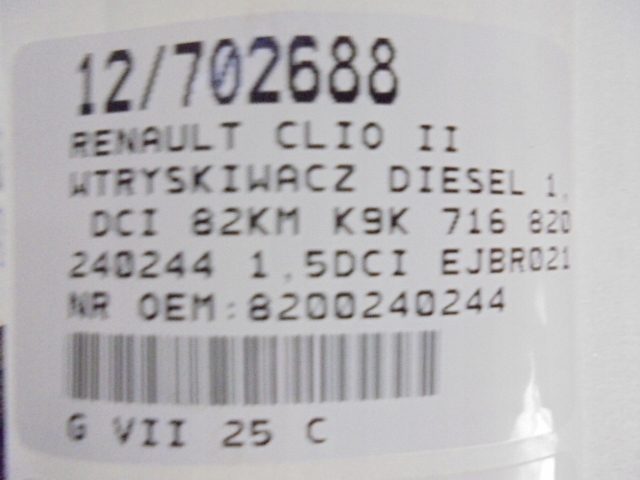 12/702688
RENAULT CLIO II
WTRYSKIWACZ DIESEL 1,
DCI 82KM K9K 716 820
240244 1,5DCI EJBR021
NR OEM:8200240244
G VII 25 C